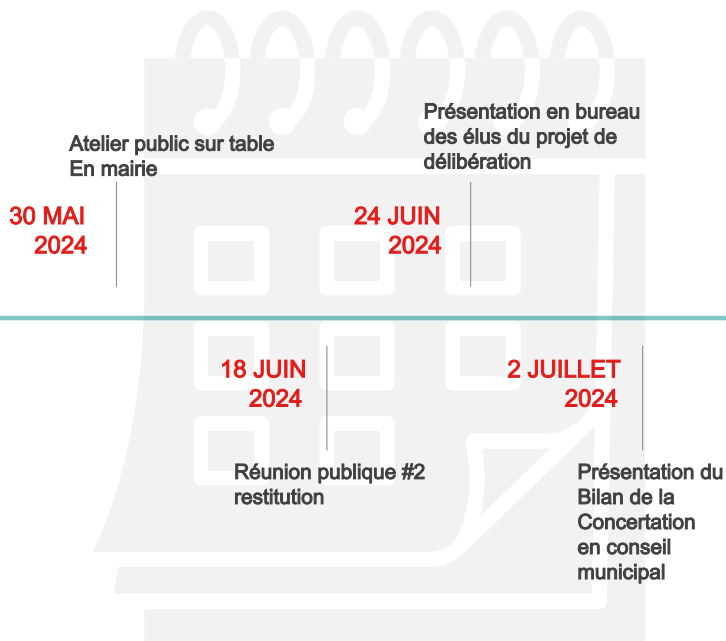 Atelier public sur table
En mairie
30 MAI
2024
Présentation en bureau
des élus du projet de
délibération
24 JUIN
2024
18 JUIN
2024
Réunion publique #2
restitution
2 JUILLET
2024
Présentation du
Bilan de la
Concertation
en conseil
municipal